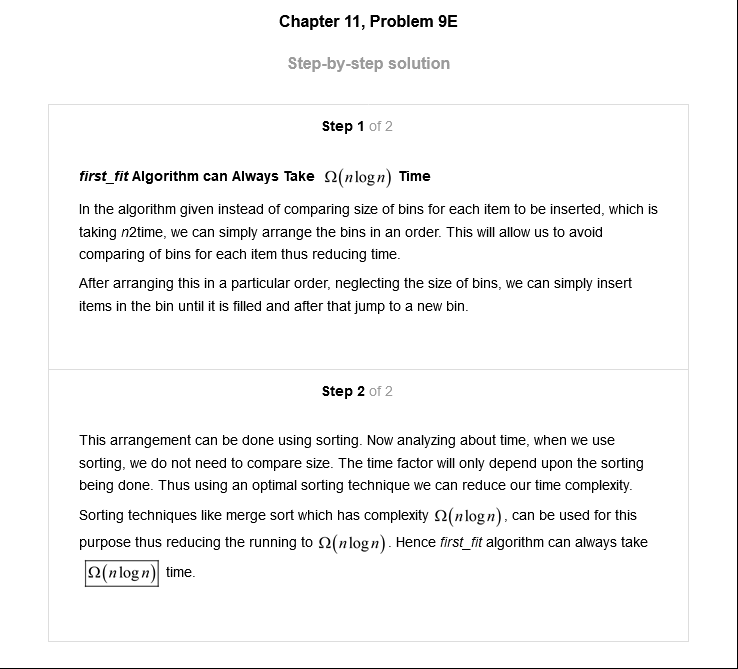 Chapter 11, Problem 9E
Step-by-step solution
Step 1 of 2
first_fit Algorithm can Always Take Ω(n log n) Time
In the algorithm given instead of comparing size of bins for each item to be inserted, which is
taking n2time, we can simply arrange the bins in an order. This will allow us to avoid
comparing of bins for each item thus reducing time.
After arranging this in a particular order, neglecting the size of bins, we can simply insert
items in the bin until it is filled and after that jump to a new bin.
Step 2 of 2
This arrangement can be done using sorting. Now analyzing about time, when we use
sorting, we do not need to compare size. The time factor will only depend upon the sorting
being done. Thus using an optimal sorting technique we can reduce our time complexity.
Sorting techniques like merge sort which has complexity Ω(n log n), can be used for this
purpose thus reducing the running to Ω(n log n). Hence first_fit algorithm can always take
Ω(n log n) time.